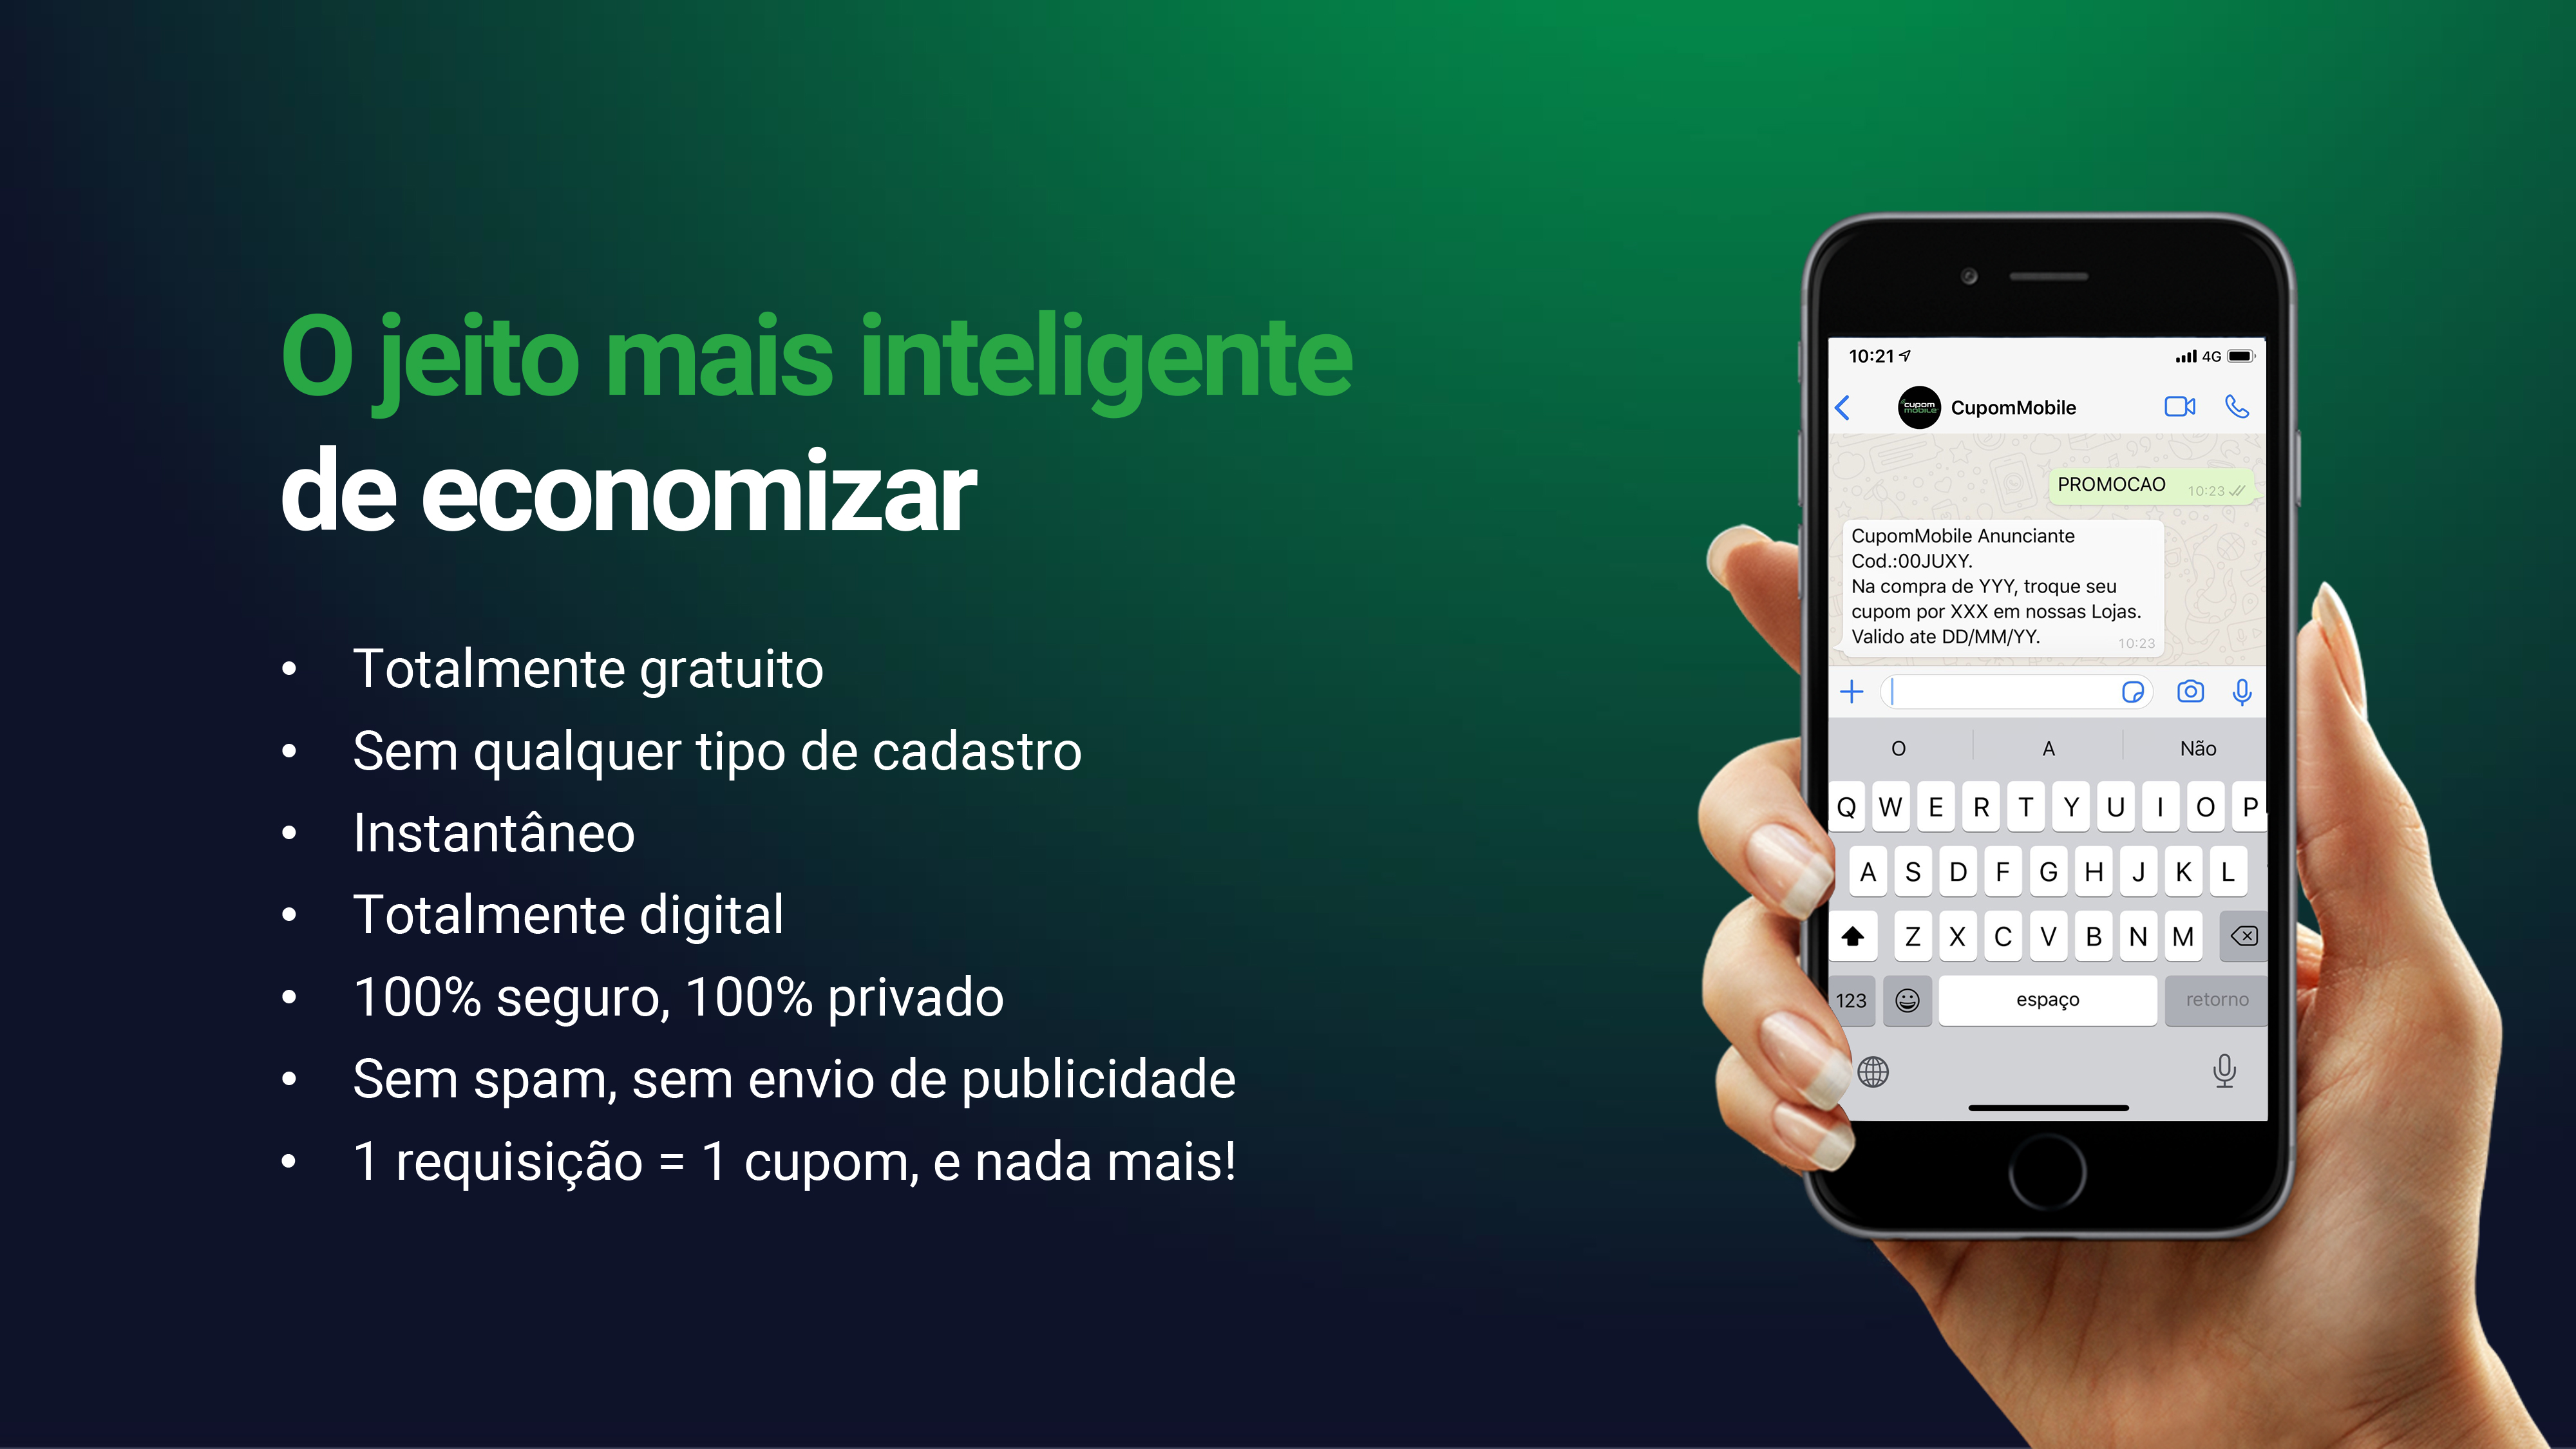 O jeito mais inteligente
de economizar
• Totalmente gratuito
• Sem qualquer tipo de cadastro
• Instantâneo
• Totalmente digital
• 100% seguro, 100% privado
• Sem spam, sem envio de publicidade
• 1 requisição = 1 cupom, e nada mais!
10:21 4G
cupom
mobile
CupomMobile
PROMOCAO 10:23
CupomMobile Anunciante
Cod.:00JUXY.
Na compra de YYY, troque seu
cupom por XXX em nossas Lojas.
Valido ate DD/MM/YY. 10:23
O A Não
Q W E R T Y U I O P
A S D F G H J K L
Z X C V B N M
123 espaço retorno